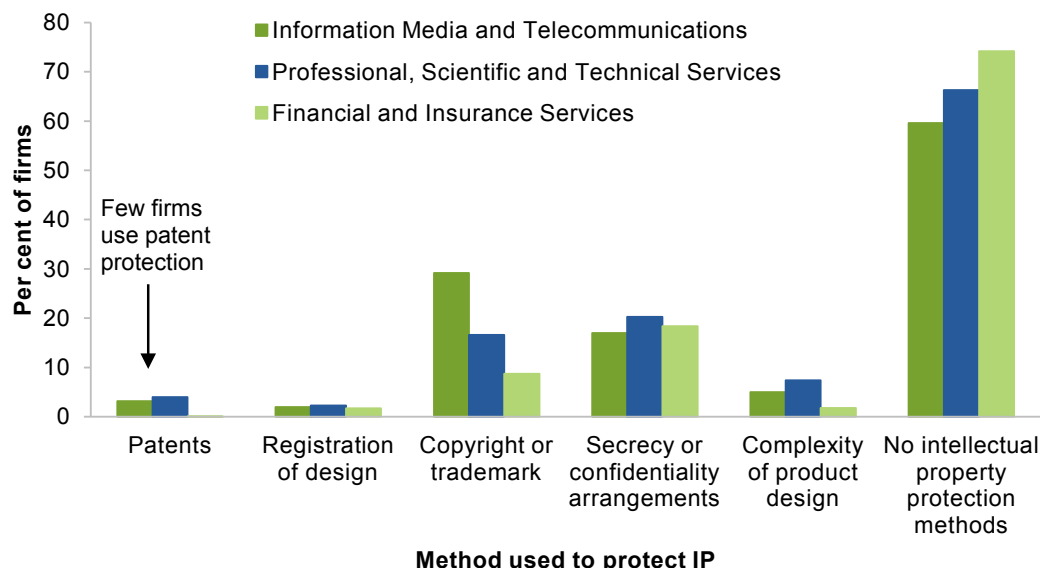 80
70
60
50
40
30
20
10
0
Per cent of firms
Information Media and Telecommunications
Professional, Scientific and Technical Services
Financial and Insurance Services
Few firms
use patent
protection
Patents
Registration
of design
Copyright or
trademark
Secrecy or
confidentiality
arrangements
Complexity
of product
design
No intellectual
property
protection
methods
Method used to protect IP